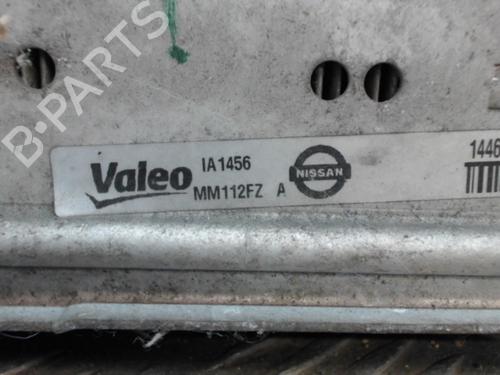 B-PARTS
Valeo
IA1456
MM112FZ A
NISSAN
1446